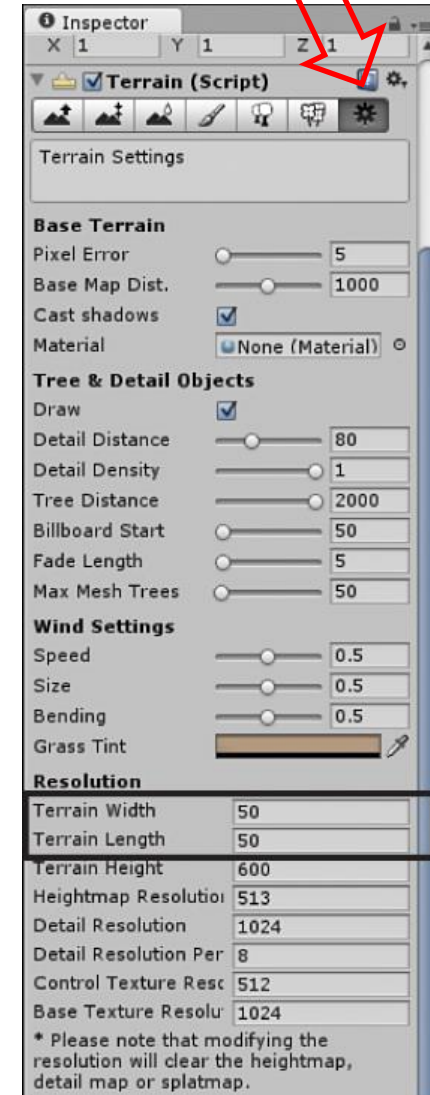 Inspector
X 1 Y 1 Z 1
Terrain (Script)
Terrain Settings
Base Terrain
Pixel Error 5
Base Map Dist. 1000
Cast shadows
Material None (Material)
Tree & Detail Objects
Draw
Detail Distance 80
Detail Density 1
Tree Distance 2000
Billboard Start 50
Fade Length 5
Max Mesh Trees 50
Wind Settings
Speed 0.5
Size 0.5
Bending 0.5
Grass Tint
Resolution
Terrain Width 50
Terrain Length 50
Terrain Height 600
Heightmap Resolutio 513
Detail Resolution 1024
Detail Resolution Per 8
Control Texture Resc 512
Base Texture Resolu 1024
* Please note that modifying the
resolution will clear the heightmap,
detail map or splatmap.